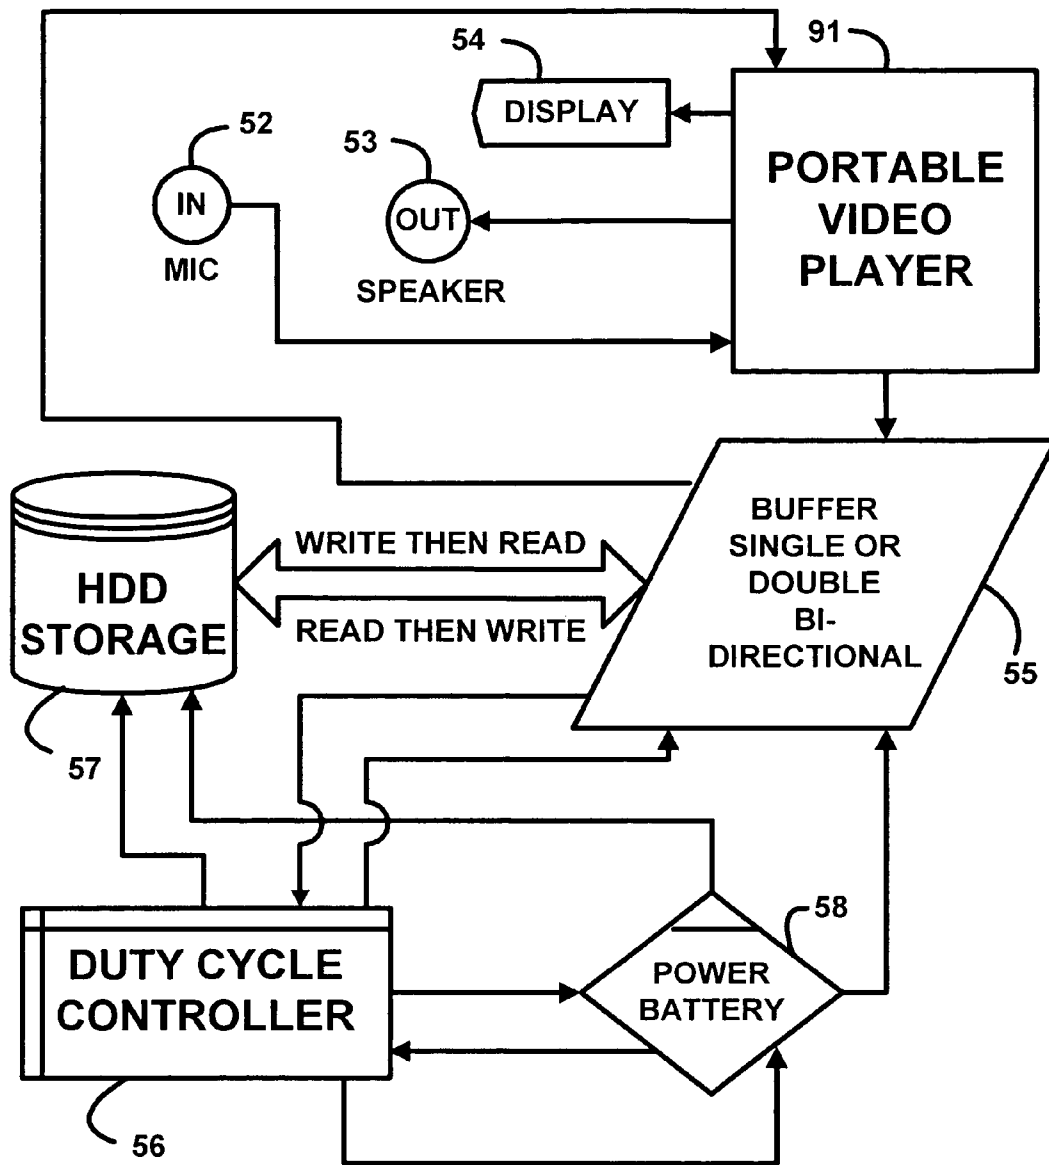 54
91
DISPLAY
52
53
PORTABLE
VIDEO
PLAYER
IN
OUT
MIC
SPEAKER
BUFFER
SINGLE OR
DOUBLE
BI-
DIRECTIONAL
WRITE THEN READ
HDD
STORAGE
READ THEN WRITE
55
57
58
DUTY CYCLE
CONTROLLER
POWER
BATTERY
56